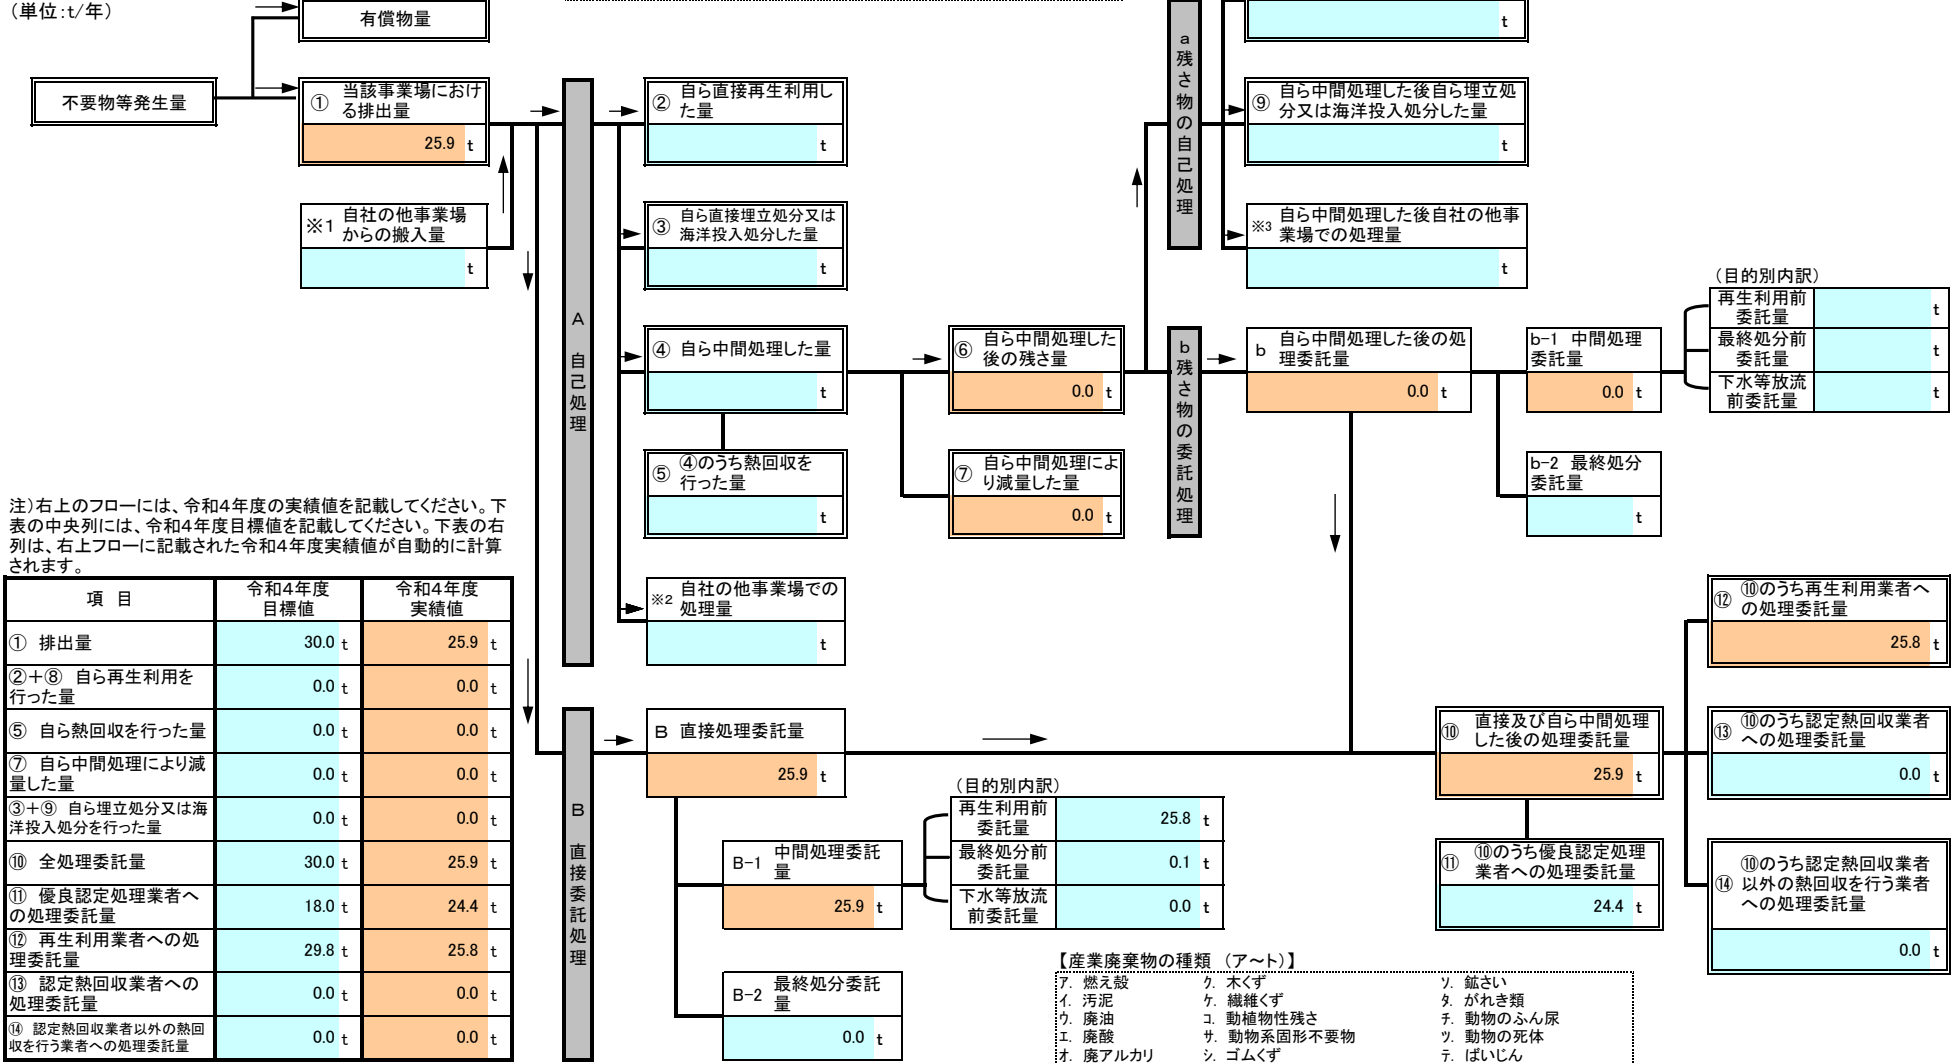 (単位:t/年)
有償物量
不要物等発生量
① 当該事業場におけ
る排出量
25.9 t
※1 自社の他事業場
からの搬入量
t
A 自己処理
② 自ら直接再生利用し
た量
t
③ 自ら直接埋立処分又は
海洋投入処分した量
t
④ 自ら中間処理した量
t
⑤ ④のうち熱回収を
行った量
t
※2 自社の他事業場での
処理量
t
⑥ 自ら中間処理した
後の残さ量
0.0 t
⑦ 自ら中間処理によ
り減量した量
0.0 t
a残さ物の自己処理
t
⑨ 自ら中間処理した後自ら埋立処
分又は海洋投入処分した量
t
※3 自ら中間処理した後自社の他事
業場での処理量
t
b残さ物の委託処理
b 自ら中間処理した後の処
理委託量
0.0 t
b-1 中間処理
委託量
0.0 t
b-2 最終処分
委託量
t
(目的別内訳)
再生利用前
委託量 t
最終処分前
委託量 t
下水等放流
前委託量 t
注)右上のフローには、令和4年度の実績値を記載してください。下
表の中央列には、令和4年度目標値を記載してください。下表の右
列は、右上フローに記載された令和4年度実績値が自動的に計算
されます。
項 目 令和4年度
目標値 令和4年度
実績値
① 排出量 30.0 t 25.9 t
②+⑧ 自ら再生利用を
行った量 0.0 t 0.0 t
⑤ 自ら熱回収を行った量 0.0 t 0.0 t
⑦ 自ら中間処理により減
量した量 0.0 t 0.0 t
③+⑨ 自ら埋立処分又は海
洋投入処分を行った量 0.0 t 0.0 t
⑩ 全処理委託量 30.0 t 25.9 t
⑪ 優良認定処理業者へ
の処理委託量 18.0 t 24.4 t
⑫ 再生利用業者への処
理委託量 29.8 t 25.8 t
⑬ 認定熱回収業者への
処理委託量 0.0 t 0.0 t
⑭ 認定熱回収業者以外の熱回
収を行う業者への処理委託量 0.0 t 0.0 t
B 直接委託処理
B 直接処理委託量
25.9 t
B-1 中間処理委託
量
25.9 t
B-2 最終処分委託
量
0.0 t
(目的別内訳)
再生利用前
委託量 25.8 t
最終処分前
委託量 0.1 t
下水等放流
前委託量 0.0 t
⑩ 直接及び自ら中間処理
した後の処理委託量
25.9 t
⑪ ⑩のうち優良認定処理
業者への処理委託量
24.4 t
⑫ ⑩のうち再生利用業者へ
の処理委託量
25.8 t
⑬ ⑩のうち認定熱回収業者
への処理委託量
0.0 t
⑭ ⑩のうち認定熱回収業者
以外の熱回収を行う業者
への処理委託量
0.0 t
【産業廃棄物の種類 (ア~ト)】
ア. 燃え殻 ク. 木くず ソ. 鉱さい
イ. 汚泥 ケ. 繊維くず タ. がれき類
ウ. 廃油 コ. 動植物性残さ チ. 動物のふん尿
エ. 廃酸 サ. 動物系固形不要物 ツ. 動物の死体
オ. 廃アルカリ シ. ゴムくず テ. ばいじん